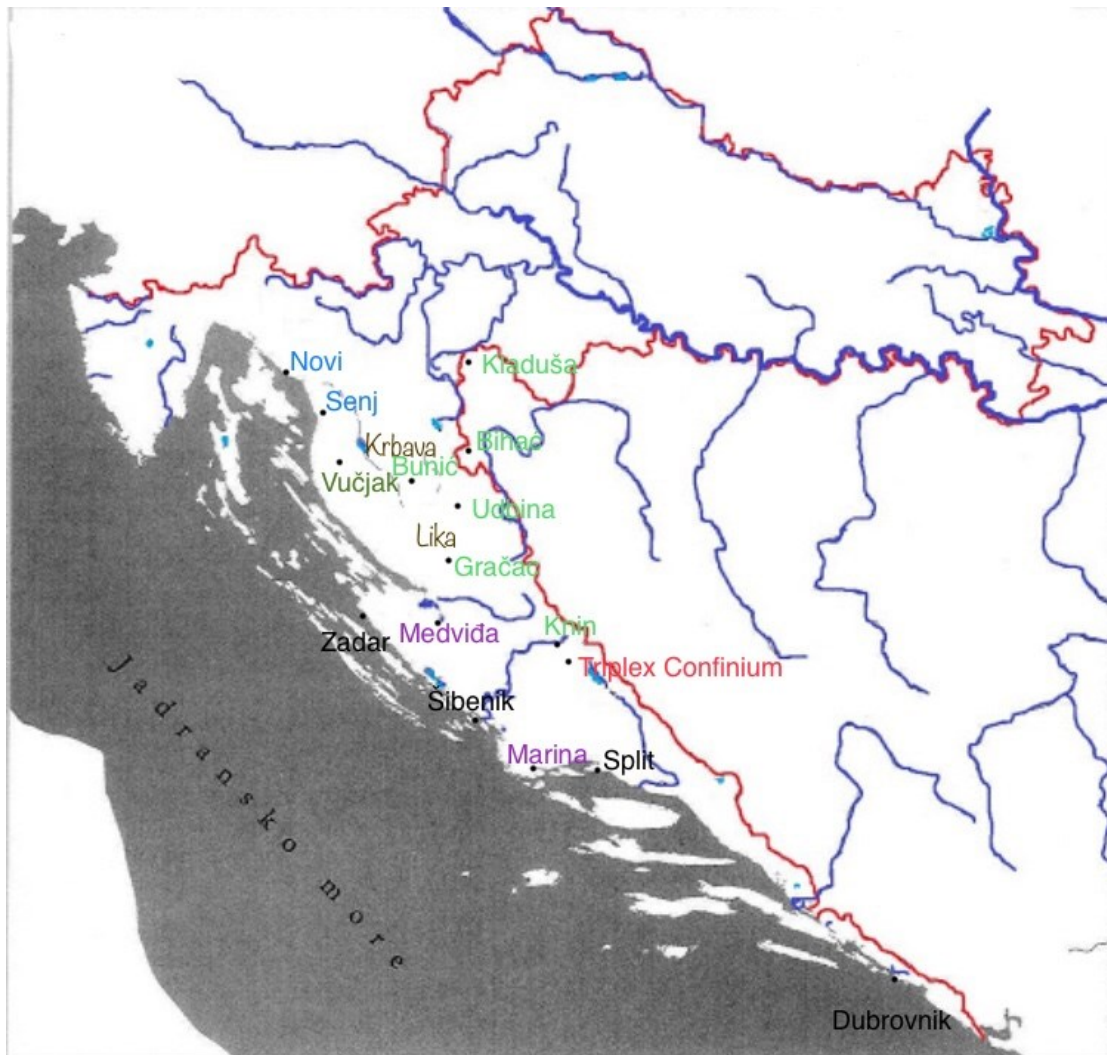 Novi
Kladuša
Senj
Krbava
Bihać
Bunić
Vučjak
Udbina
Lika
Gračac
Zadar
Medviđa
Knin
Triplex Confinium
Šibenik
Marina
Split
Jadransko more
Dubrovnik